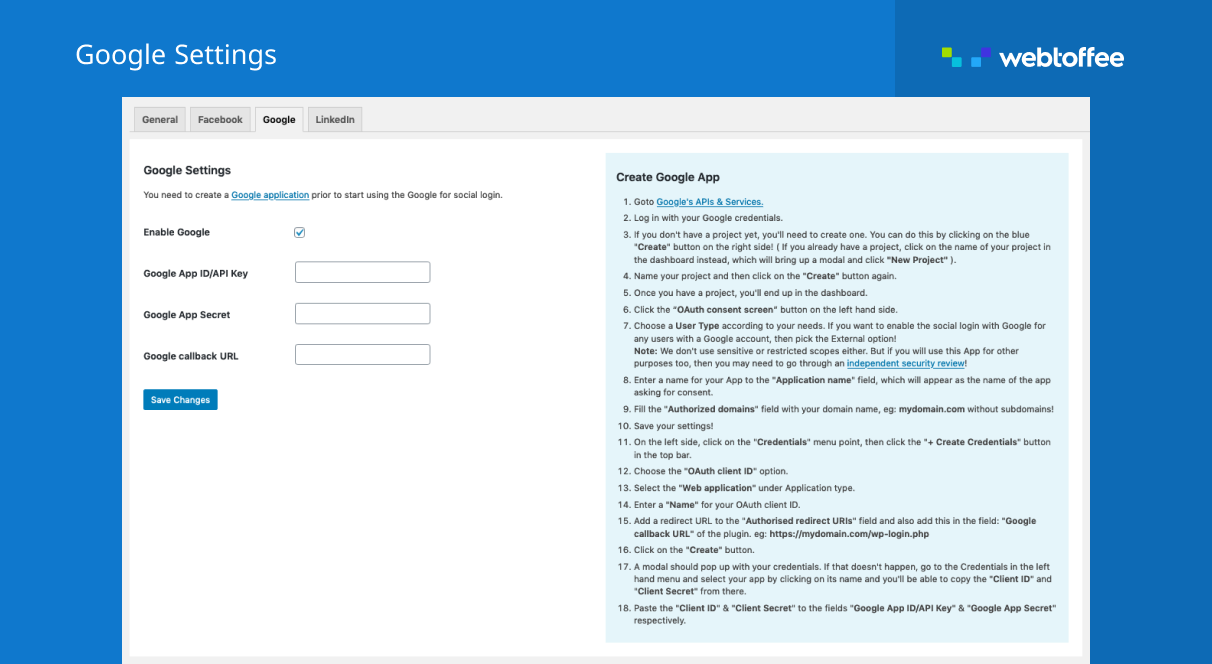 Google Settings
webtoffee
General
Facebook
Google
LinkedIn
Google Settings
You need to create a Google application prior to start using the Google for social login.
Enable Google
Google App ID/API Key
Google App Secret
Google callback URL
Save Changes
Create Google App
1. Goto Google's APIs & Services.
2. Log in with your Google credentials.
3. If you don't have a project yet, you'll need to create one. You can do this by clicking on the blue
"Create" button on the right side! ( If you already have a project, click on the name of your project in
the dashboard instead, which will bring up a modal and click "New Project" ).
4. Name your project and then click on the "Create" button again.
5. Once you have a project, you'll end up in the dashboard.
6. Click the "OAuth consent screen" button on the left hand side.
7. Choose a User Type according to your needs. If you want to enable the social login with Google for
any users with a Google account, then pick the External option!
Note: We don't use sensitive or restricted scopes either. But if you will use this App for other
purposes too, then you may need to go through an independent security review!
8. Enter a name for your App to the "Application name" field, which will appear as the name of the app
asking for consent.
9. Fill the "Authorized domains" field with your domain name, eg: mydomain.com without subdomains!
10. Save your settings!
11. On the left side, click on the "Credentials" menu point, then click the "+ Create Credentials" button
in the top bar.
12. Choose the "OAuth client ID" option.
13. Select the "Web application" under Application type.
14. Enter a "Name" for your OAuth client ID.
15. Add a redirect URL to the "Authorised redirect URIs" field and also add this in the field: "Google
callback URL" of the plugin. eg: https://mydomain.com/wp-login.php
16. Click on the "Create" button.
17. A modal should pop up with your credentials. If that doesn't happen, go to the Credentials in the left
hand menu and select your app by clicking on its name and you'll be able to copy the "Client ID" and
"Client Secret" from there.
18. Paste the "Client ID" & "Client Secret" to the fields "Google App ID/API Key" & "Google App Secret"
respectively.